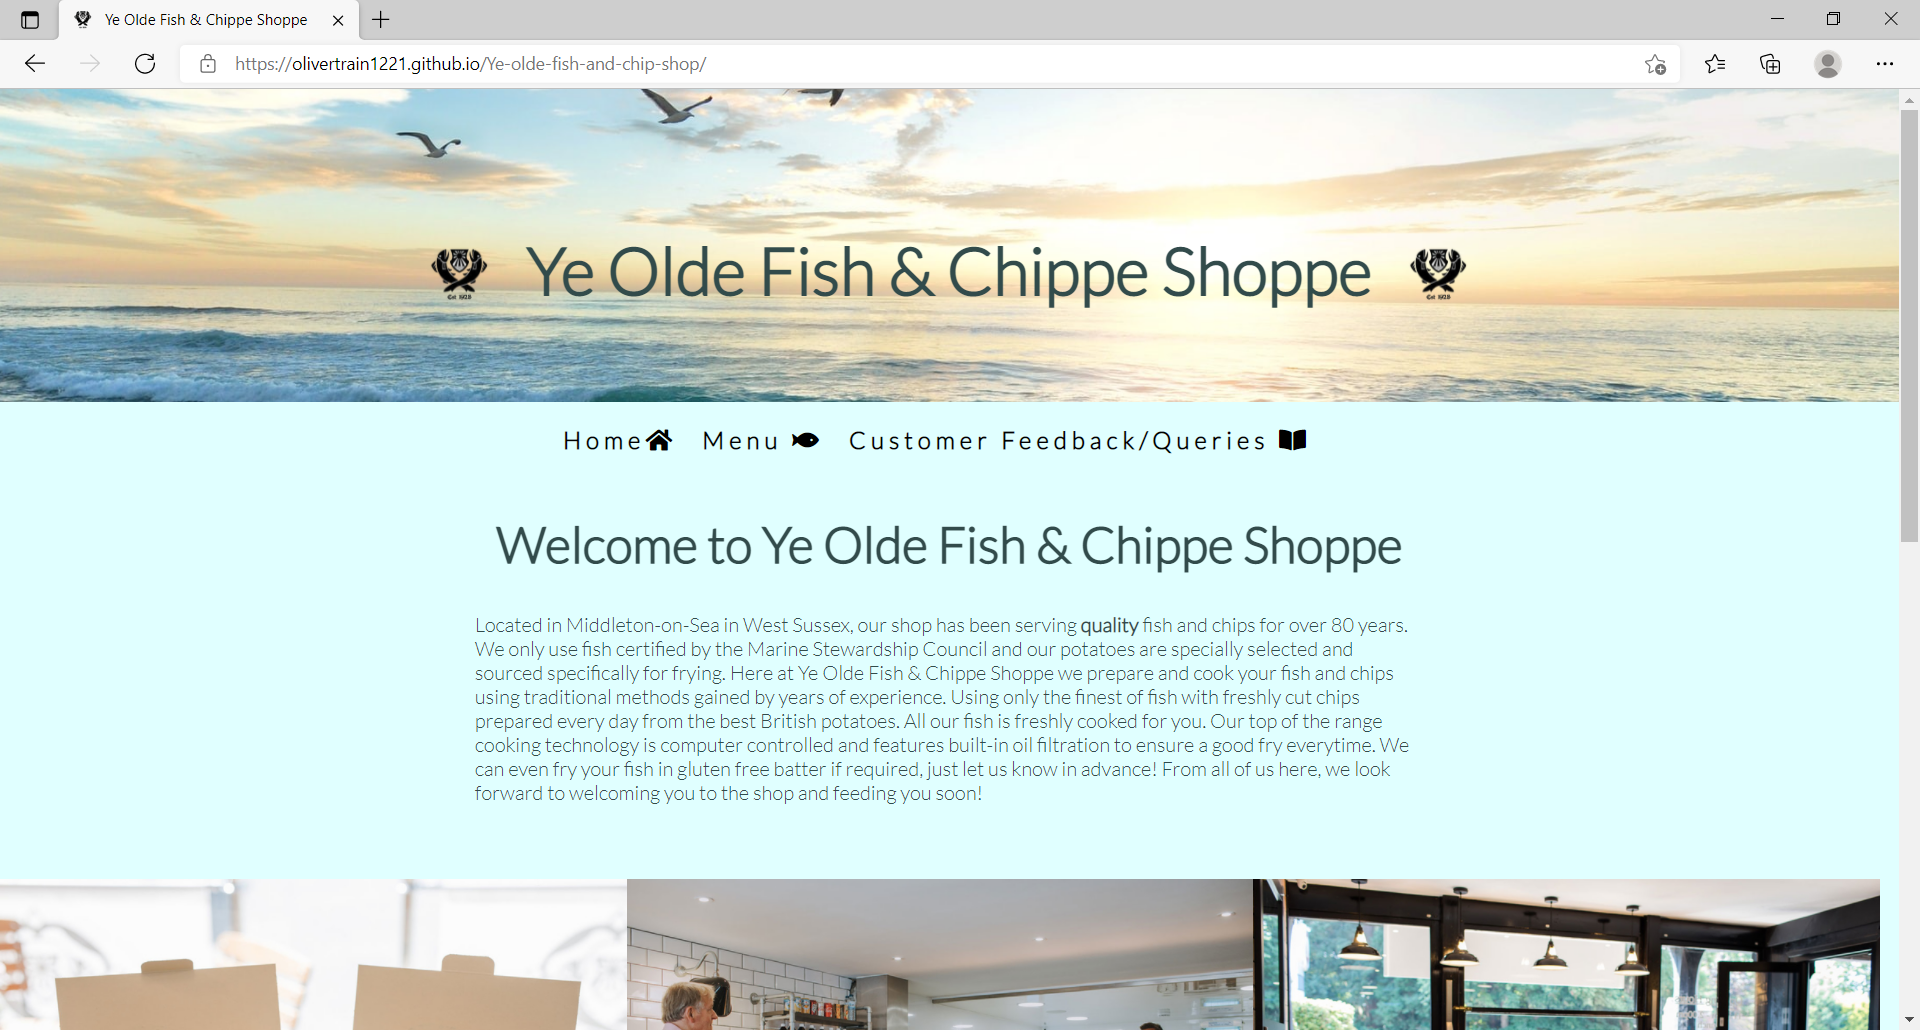 Ye Olde Fish & Chippe Shoppe
https://olivertrain1221.github.io/Ye-olde-fish-and-chip-shop/
Ye Olde Fish & Chippe Shoppe
Home Menu Customer Feedback/Queries
Welcome to Ye Olde Fish & Chippe Shoppe
Located in Middleton-on-Sea in West Sussex, our shop has been serving quality fish and chips for over 80 years.
We only use fish certified by the Marine Stewardship Council and our potatoes are specially selected and
sourced specifically for frying. Here at Ye Olde Fish & Chippe Shoppe we prepare and cook your fish and chips
using traditional methods gained by years of experience. Using only the finest of fish with freshly cut chips
prepared every day from the best British potatoes. All our fish is freshly cooked for you. Our top of the range
cooking technology is computer controlled and features built-in oil filtration to ensure a good fry everytime. We
can even fry your fish in gluten free batter if required, just let us know in advance! From all of us here, we look
forward to welcoming you to the shop and feeding you soon!